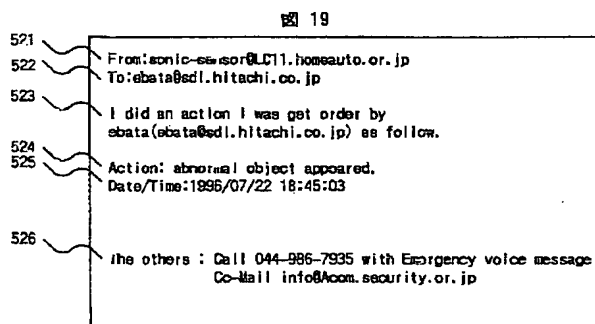 図 19
521
From:sonic-sensor@LC11.homeauto.or.jp
522
To:ebata@sdl.hitachi.co.jp
523
I did an action I was get order by
ebata(ebata@sdl.hitachi.co.jp) as follow.
524
Action: abnormal object appeared.
525
Date/Time:1996/07/22 18:45:03
526
The others : Call 044-986-7935 with Emergency voice message
Co-Mail info@Acom.security.or.jp